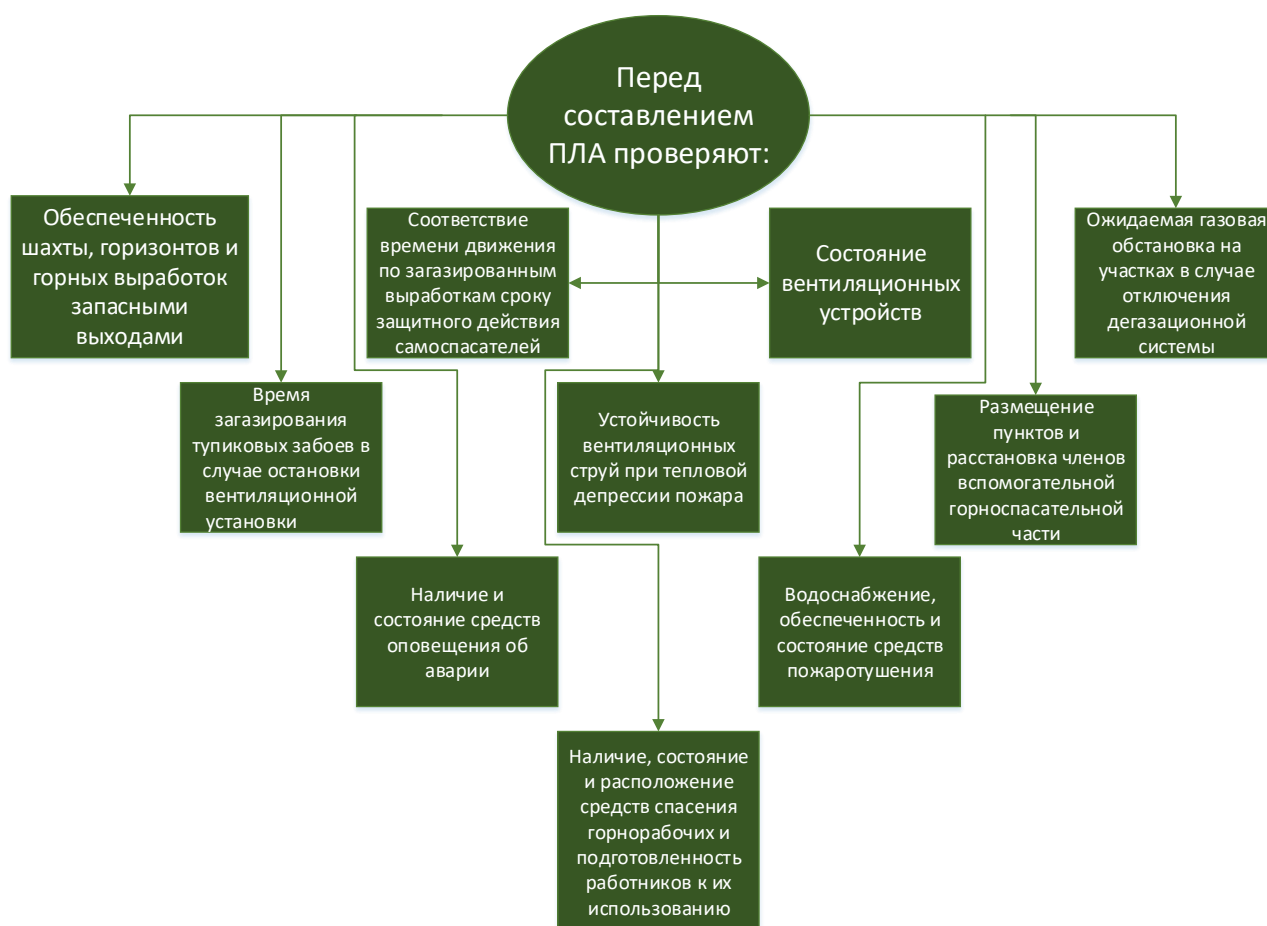 Перед
составлением
ПЛА проверяют:
Обеспеченность
шахты, горизонтов и
горных выработок
запасными
выходами
Соответствие
времени движения
по загазированным
выработкам сроку
защитного действия
самоспасателей
Состояние
вентиляционных
устройств
Ожидаемая газовая
обстановка на
участках в случае
отключения
дегазационной
системы
Время
загазирования
тупиковых забоев в
случае остановки
вентиляционной
установки
Устойчивость
вентиляционных
струй при тепловой
депрессии пожара
Размещение
пунктов и
расстановка членов
вспомогательной
горноспасательной
части
Наличие и
состояние средств
оповещения об
аварии
Водоснабжение,
обеспеченность и
состояние средств
пожаротушения
Наличие, состояние
и расположение
средств спасения
горнорабочих и
подготовленность
работников к их
использованию